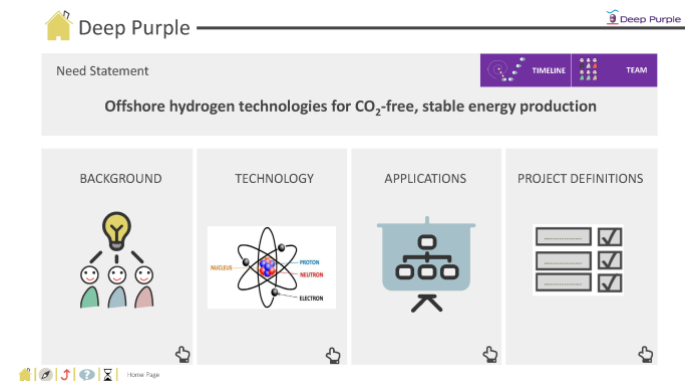 Deep Purple
Deep Purple
Need Statement
TIMELINE
TEAM
Offshore hydrogen technologies for CO₂-free, stable energy production
BACKGROUND
TECHNOLOGY
APPLICATIONS
PROJECT DEFINITIONS
NUCLEUS
PROTON
NEUTRON
ELECTRON
Home Page